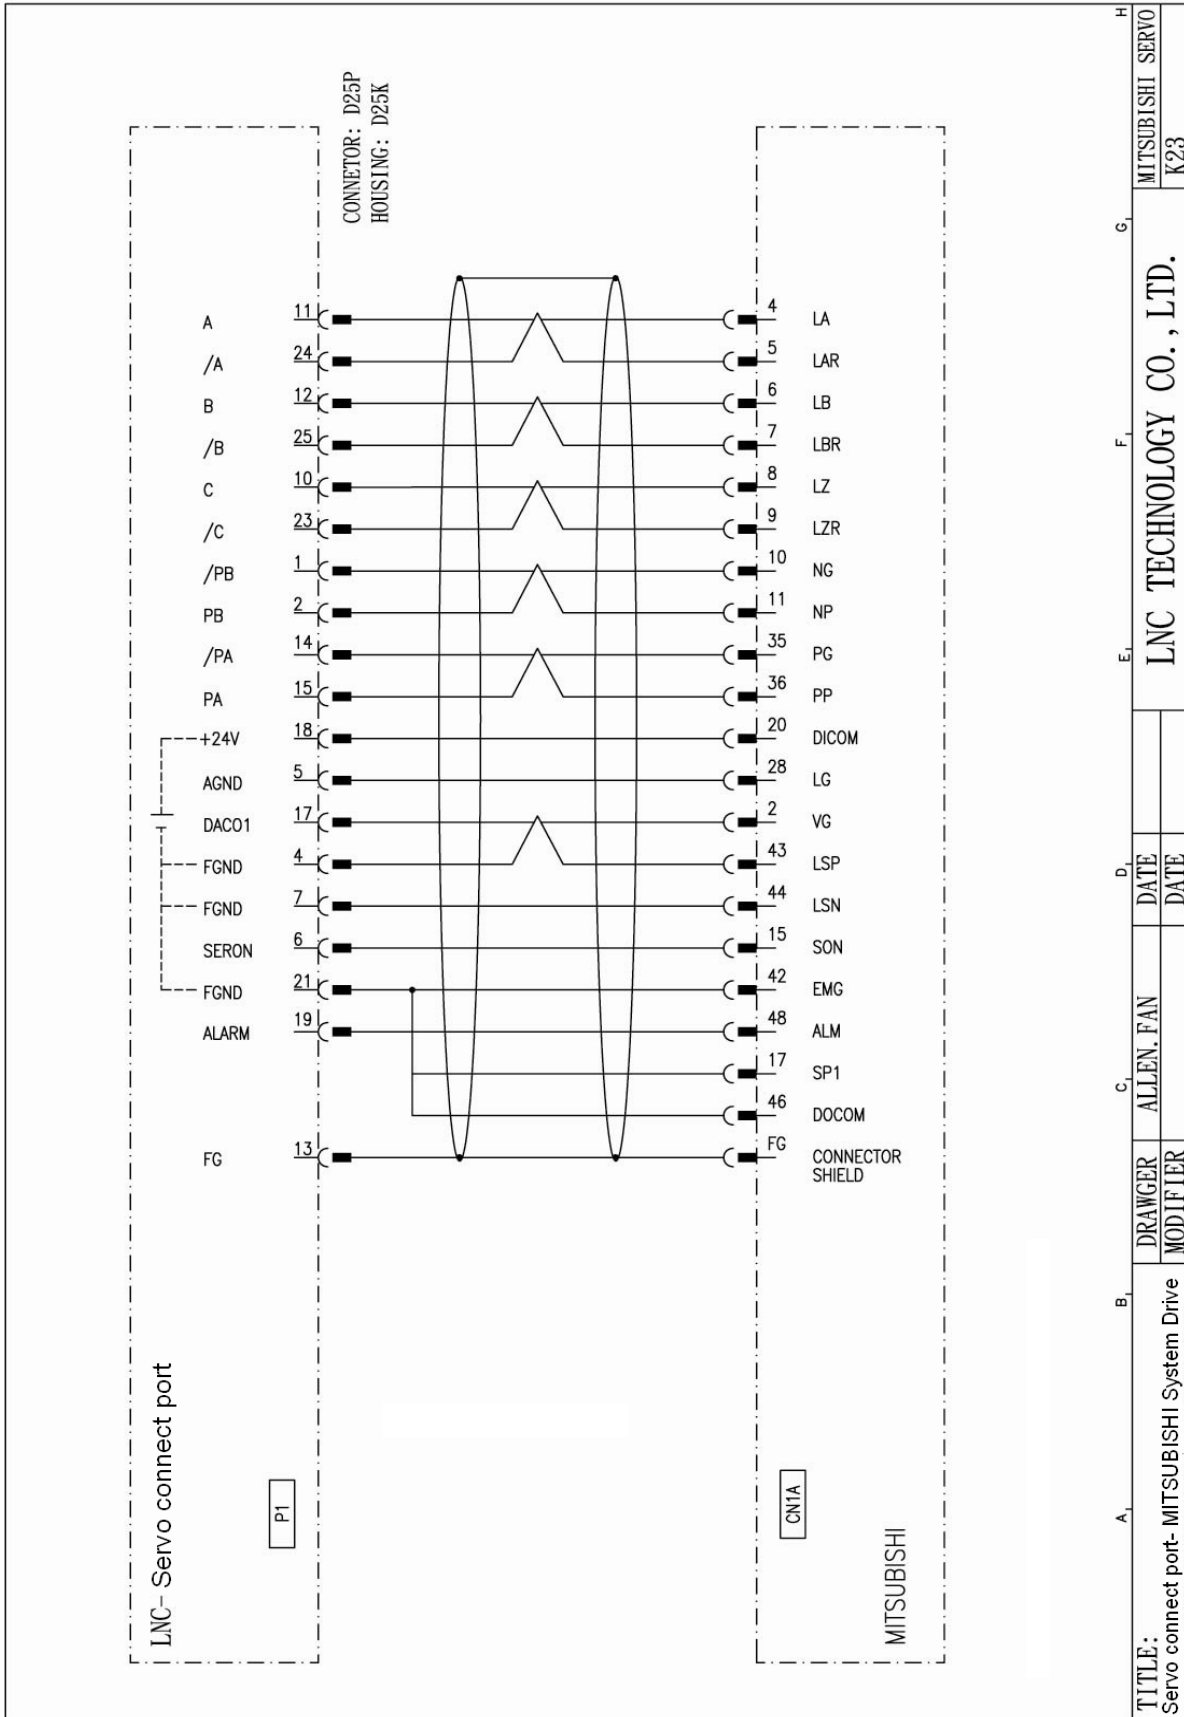 CONNETOR: D25P
HOUSING: D25K
A 11 4 LA
/A 24 5 LAR
B 12 6 LB
/B 25 7 LBR
C 10 8 LZ
/C 23 9 LZR
/PB 1 10 NG
PB 2 11 NP
/PA 14 35 PG
PA 15 36 PP
+24V 18 20 DICOM
AGND 5 28 LG
DACO1 17 2 VG
FGND 4 43 LSP
FGND 7 44 LSN
SERON 6 15 SON
FGND 21 42 EMG
ALARM 19 48 ALM
17 SP1
46 DOCOM
FG 13 FG CONNECTOR
SHIELD
LNC- Servo connect port
P1
CN1A
MITSUBISHI
A B C D E F G H
TITLE:
Servo connect port- MITSUBISHI System Drive
DRAWGER ALLEN.FAN DATE
MODIFIER DATE
LNC TECHNOLOGY CO.,LTD.
MITSUBISHI SERVO
K23